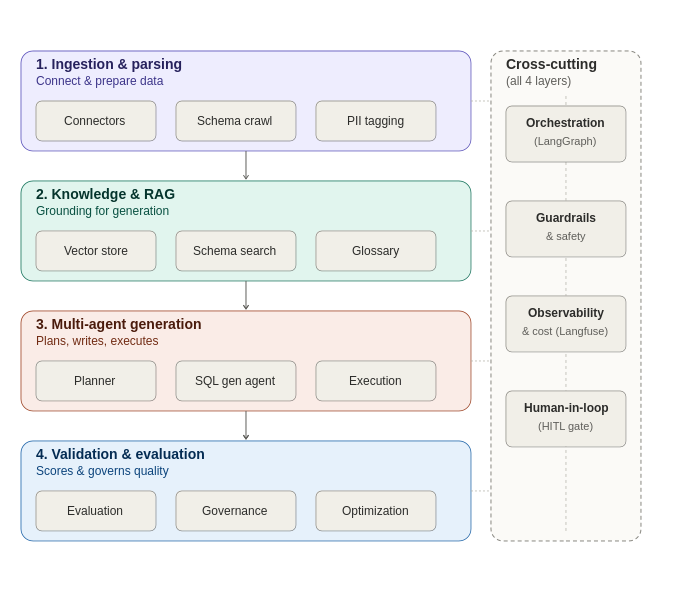 1. Ingestion & parsing
Connect & prepare data
Connectors
Schema crawl
PII tagging
2. Knowledge & RAG
Grounding for generation
Vector store
Schema search
Glossary
3. Multi-agent generation
Plans, writes, executes
Planner
SQL gen agent
Execution
4. Validation & evaluation
Scores & governs quality
Evaluation
Governance
Optimization
Cross-cutting
(all 4 layers)
Orchestration
(LangGraph)
Guardrails
& safety
Observability
& cost (Langfuse)
Human-in-loop
(HITL gate)